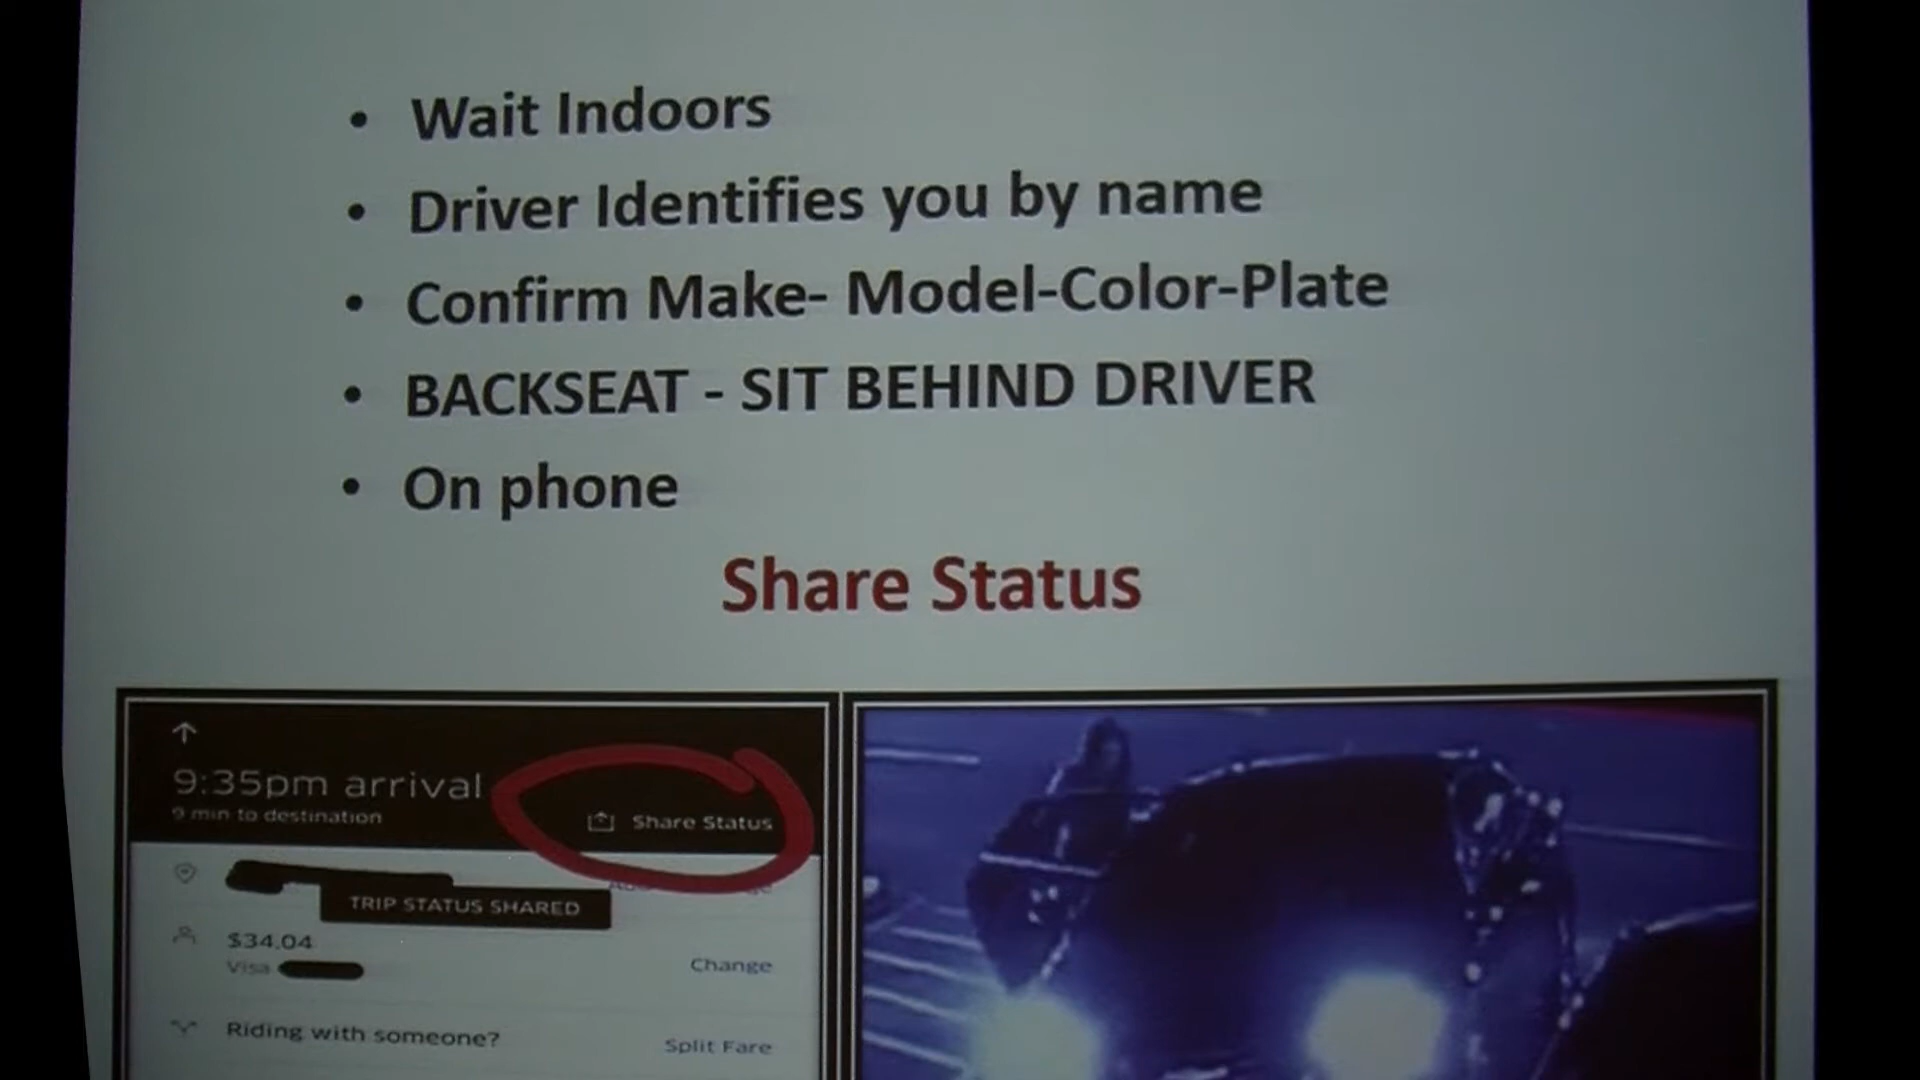 • Wait Indoors
• Driver Identifies you by name
• Confirm Make- Model-Color-Plate
• BACKSEAT - SIT BEHIND DRIVER
• On phone
Share Status
9:35pm arrival
9 min to destination
Share Status
TRIP STATUS SHARED
$34.04
Visa
Change
Riding with someone?
Split Fare